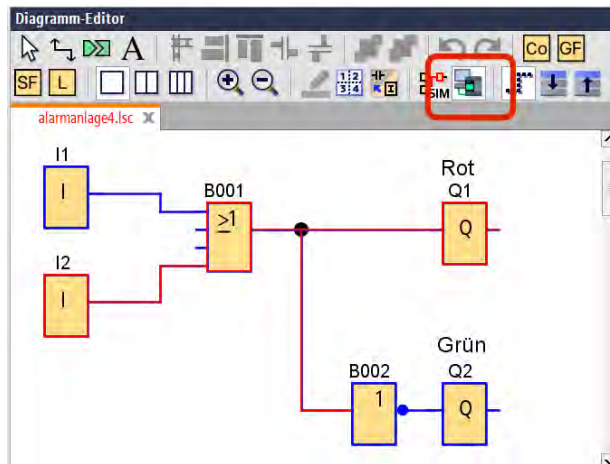 Diagramm-Editor
A Co GF
SF L 1 2 3 4 SIM
alarmanlage4.lsc X
I1
I
B001
≥1
Rot
Q1
Q
I2
I
Grün
B002
Q2
1
Q